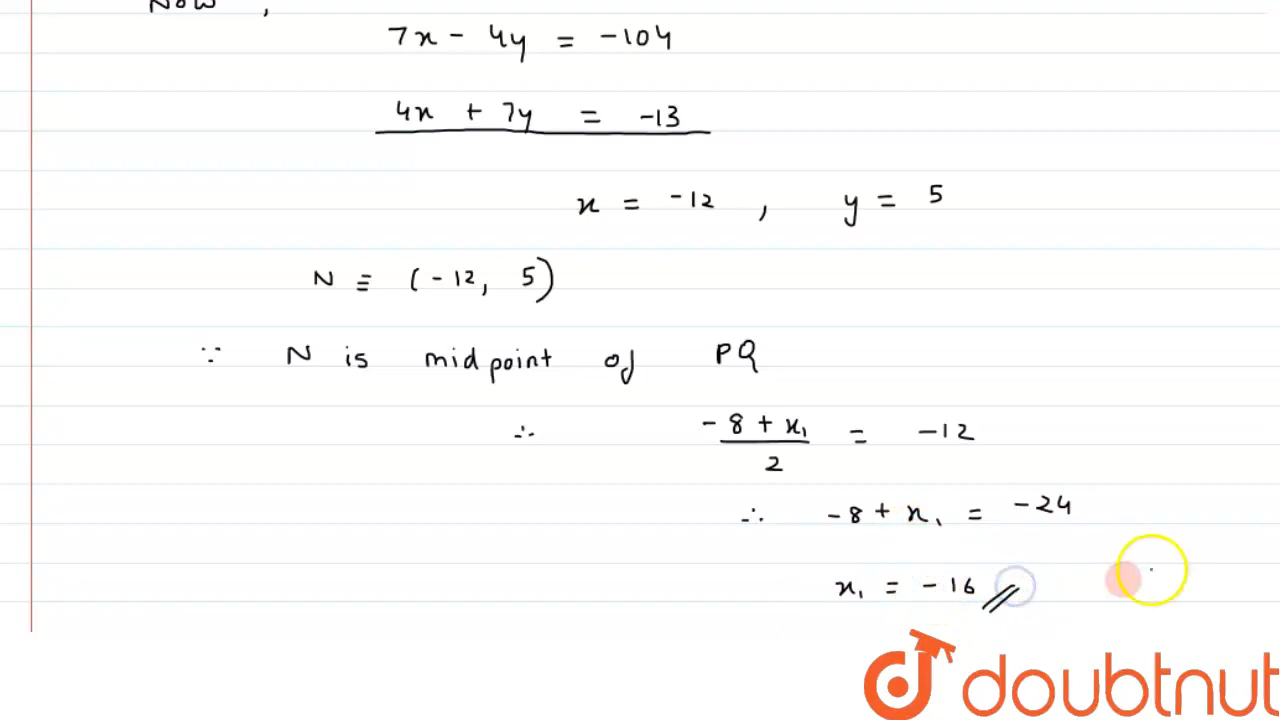 Now ,
7x - 4y = -104
4x + 7y = -13
x = -12 , y = 5
N ≡ (-12, 5)
∵ N is midpoint of PQ
∴ -8 + x₁ / 2 = -12
∴ -8 + x₁ = -24
x₁ = -16 //
doubtnut